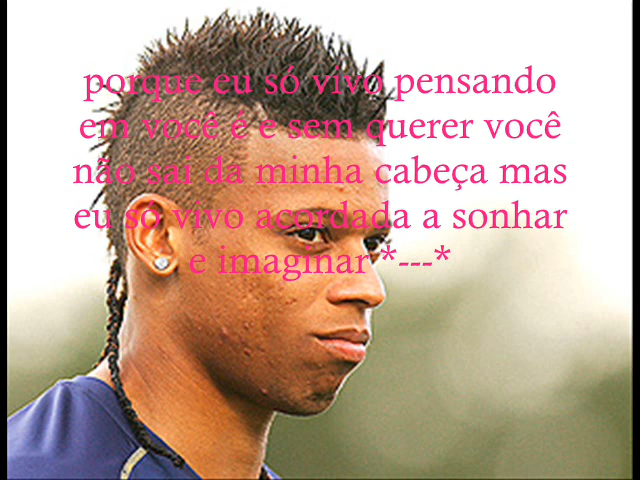 porque eu só vivo pensando
em você é e sem querer você
não sai da minha cabeça mas
eu só vivo acordada a sonhar
e imaginar *---*